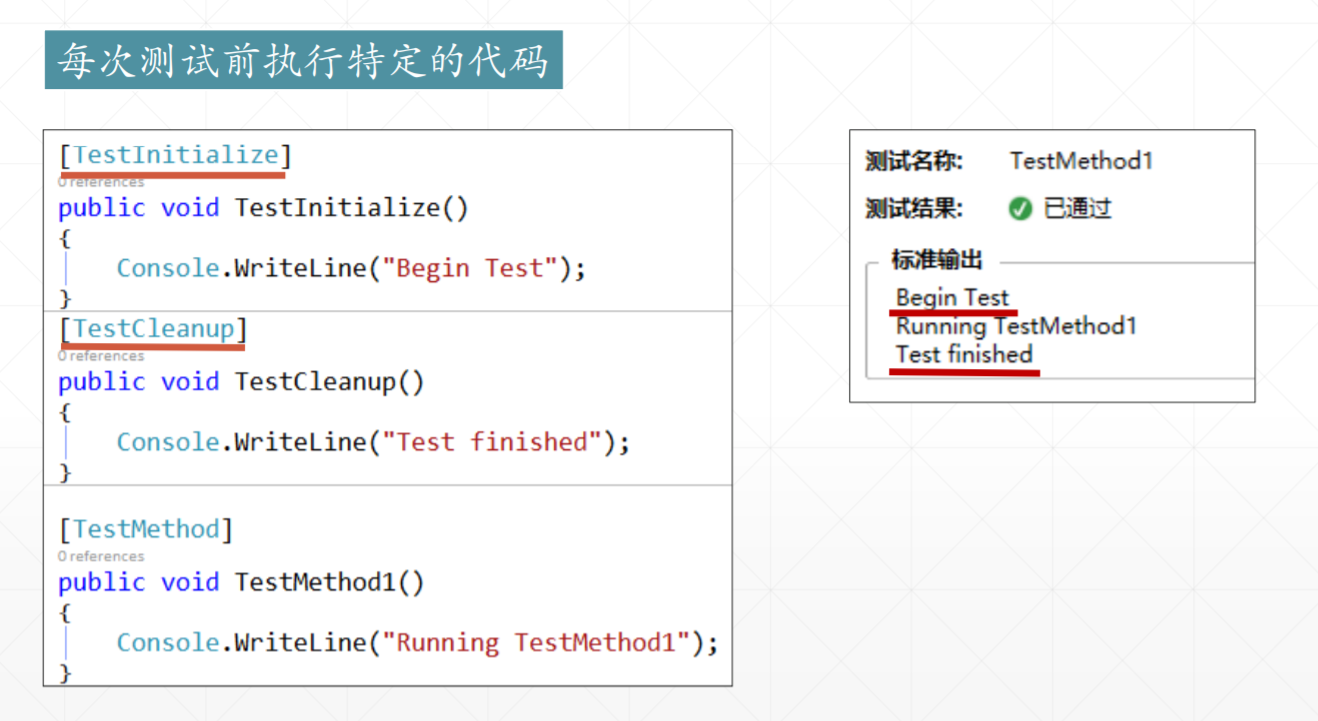 每次测试前执行特定的代码
[TestInitialize]
0 references
public void TestInitialize()
{
Console.WriteLine("Begin Test");
}
[TestCleanup]
0 references
public void TestCleanup()
{
Console.WriteLine("Test finished");
}
[TestMethod]
0 references
public void TestMethod1()
{
Console.WriteLine("Running TestMethod1");
}
测试名称: TestMethod1
测试结果: 已通过
标准输出
Begin Test
Running TestMethod1
Test finished